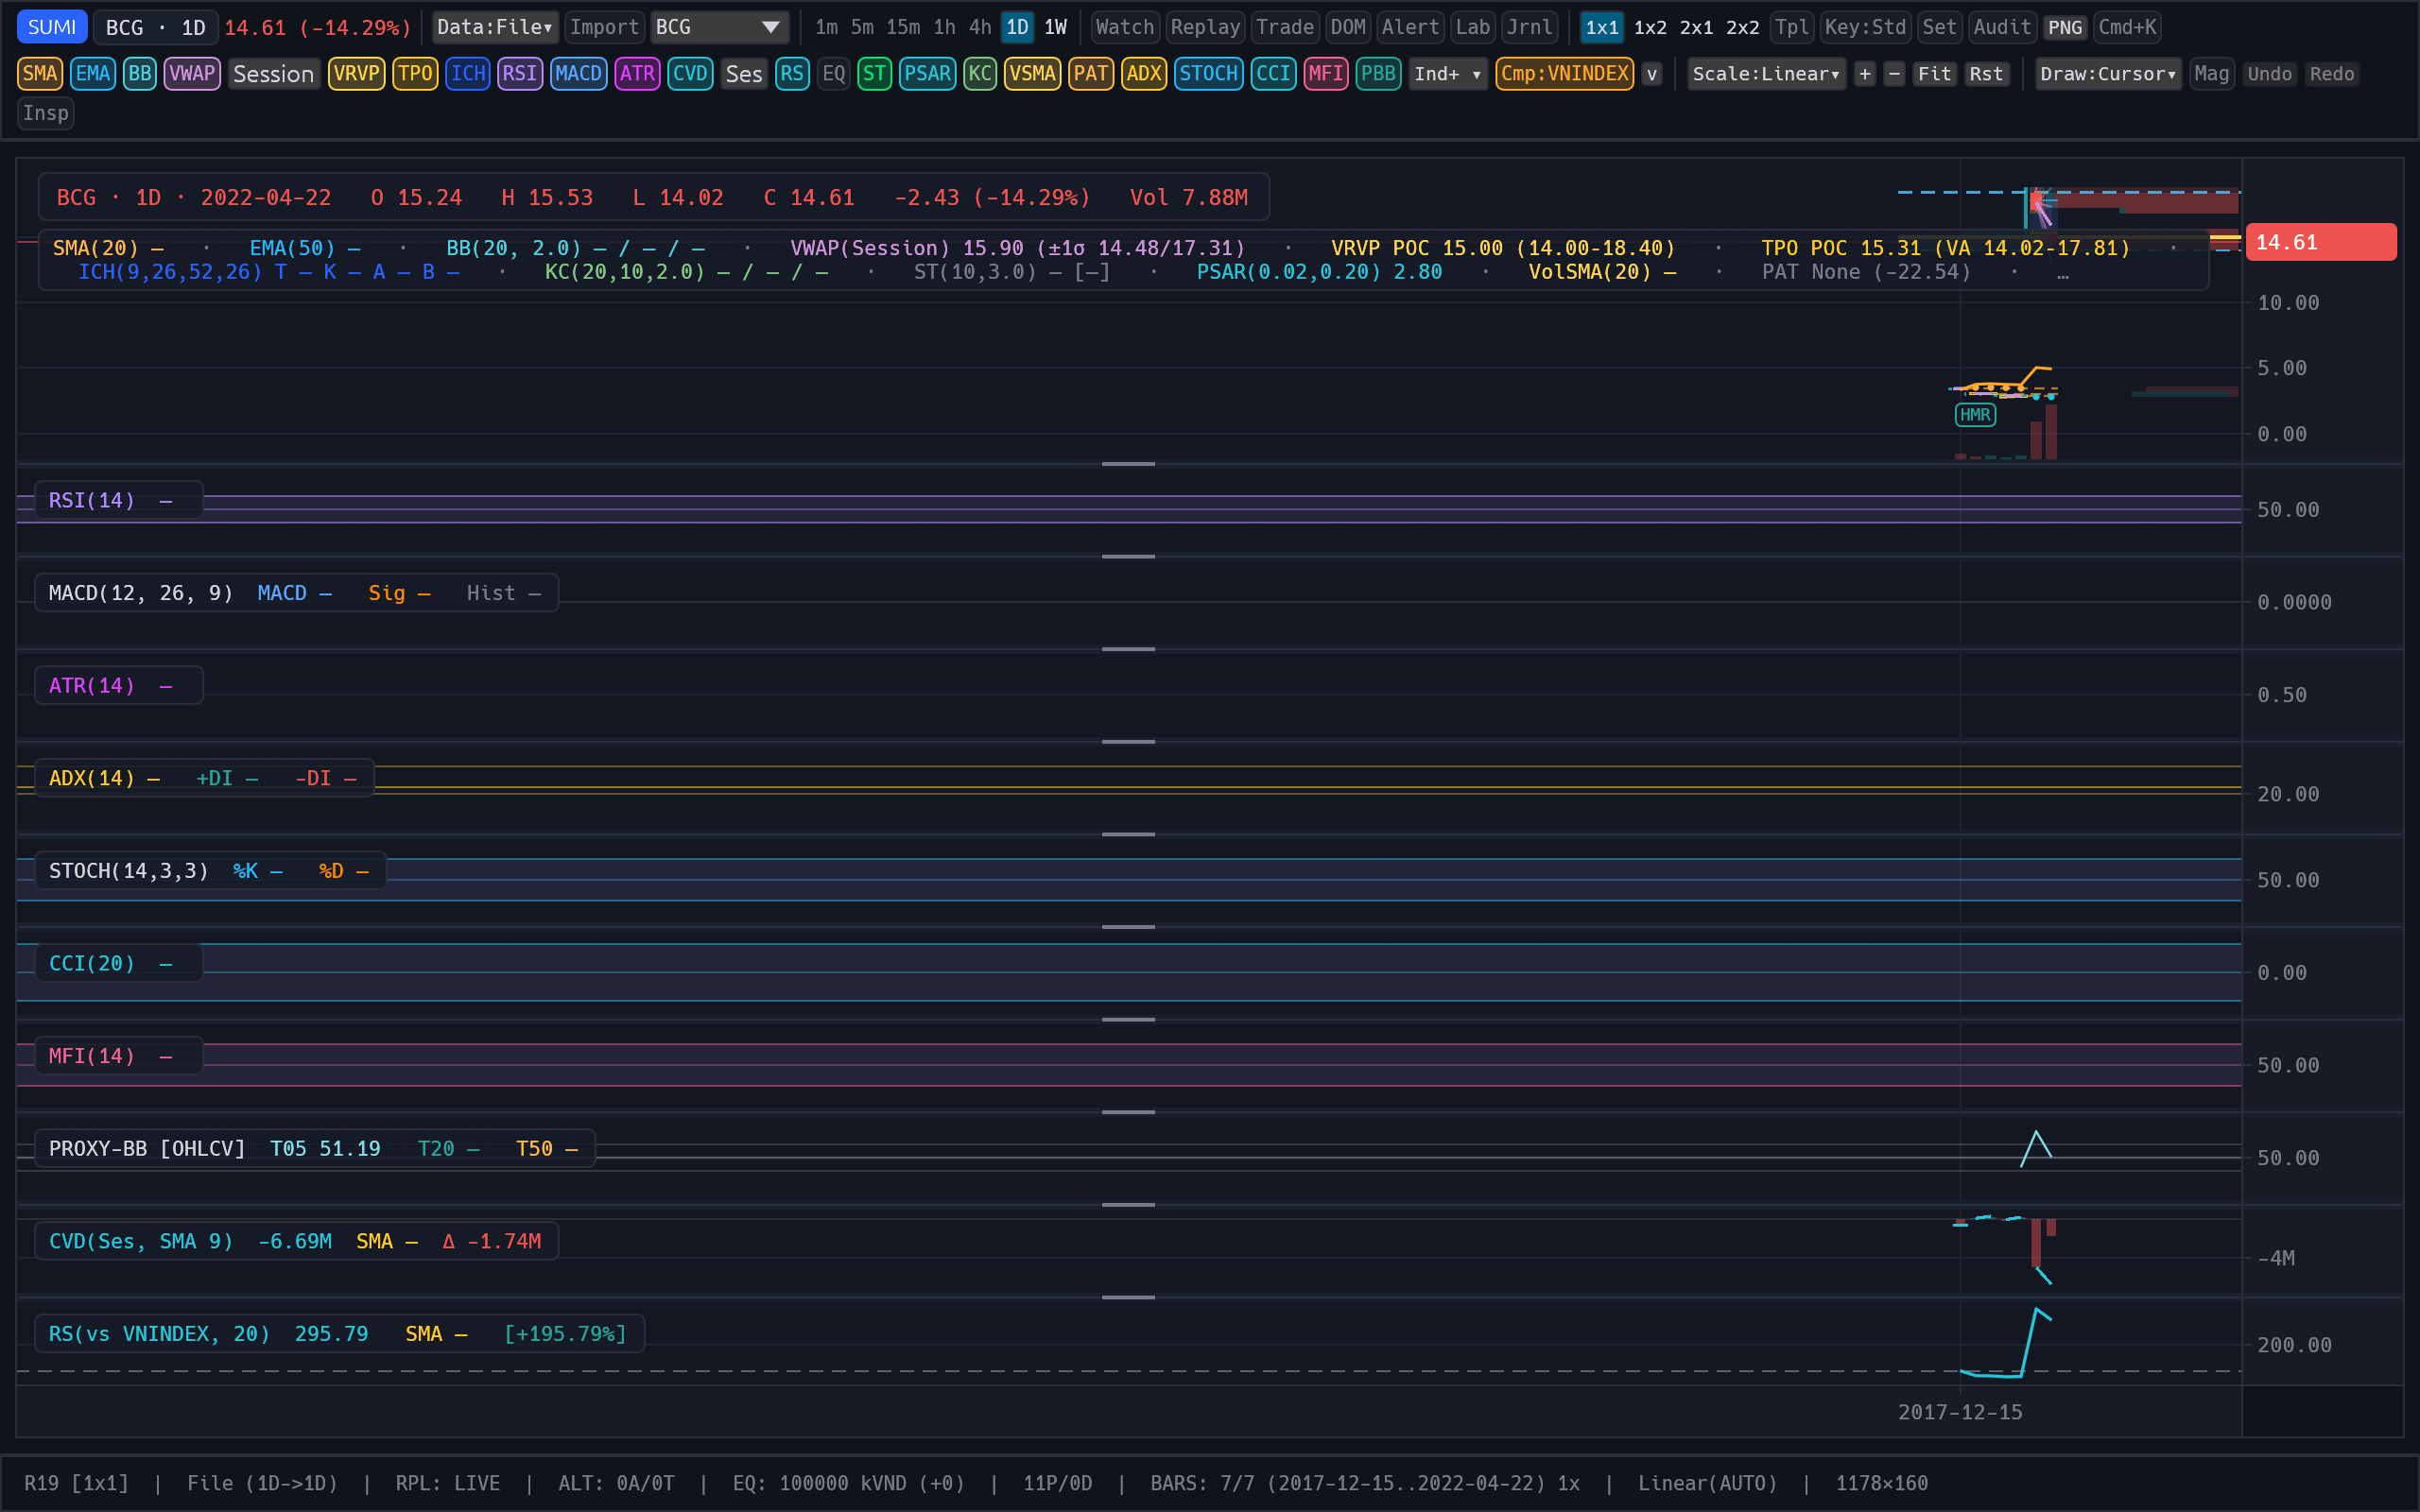 SUMI BCG · 1D 14.61 (-14.29%) Data:File▾ Import BCG ▼ 1m 5m 15m 1h 4h 1D 1W Watch Replay Trade DOM Alert Lab Jrnl 1x1 1x2 2x1 2x2 Tpl Key:Std Set Audit PNG Cmd+K
SMA EMA BB VWAP Session VRVP TPO ICH RSI MACD ATR CVD Ses RS EQ ST PSAR KC VSMA PAT ADX STOCH CCI MFI PBB Ind+ ▾ Cmp:VNINDEX v Scale:Linear▾ + − Fit Rst Draw:Cursor▾ Mag Undo Redo
Insp
BCG · 1D · 2022-04-22 O 15.24 H 15.53 L 14.02 C 14.61 -2.43 (-14.29%) Vol 7.88M
SMA(20) — · EMA(50) — · BB(20, 2.0) — / — / — · VWAP(Session) 15.90 (±1σ 14.48/17.31) · VRVP POC 15.00 (14.00-18.40) · TPO POC 15.31 (VA 14.02-17.81) ·
14.61
ICH(9,26,52,26) T — K — A — B — · KC(20,10,2.0) — / — / — · ST(10,3.0) — [—] · PSAR(0.02,0.20) 2.80 · VolSMA(20) — · PAT None (-22.54) · …
10.00
5.00
HMR
0.00
RSI(14) —
50.00
MACD(12, 26, 9) MACD — Sig — Hist —
0.0000
ATR(14) —
0.50
ADX(14) — +DI — -DI —
20.00
STOCH(14,3,3) %K — %D —
50.00
CCI(20) —
0.00
MFI(14) —
50.00
PROXY-BB [OHLCV] T05 51.19 T20 — T50 —
50.00
CVD(Ses, SMA 9) -6.69M SMA — Δ -1.74M
-4M
RS(vs VNINDEX, 20) 295.79 SMA — [+195.79%]
200.00
2017-12-15
R19 [1x1] | File (1D->1D) | RPL: LIVE | ALT: 0A/0T | EQ: 100000 kVND (+0) | 11P/0D | BARS: 7/7 (2017-12-15..2022-04-22) 1x | Linear(AUTO) | 1178×160